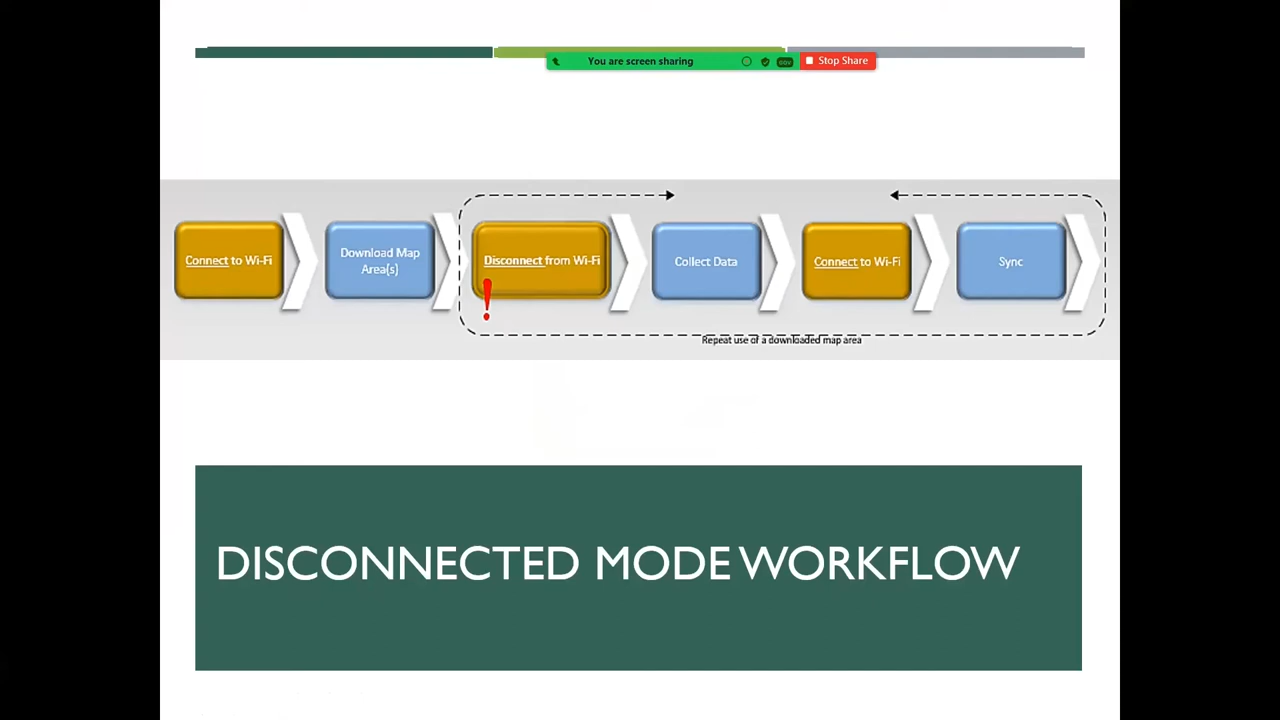 You are screen sharing
Stop Share
Connect to Wi-Fi
Download Map
Area(s)
Disconnect from Wi-Fi
!
Collect Data
Connect to Wi-Fi
Sync
Repeat use of a downloaded map area
DISCONNECTED MODE WORKFLOW